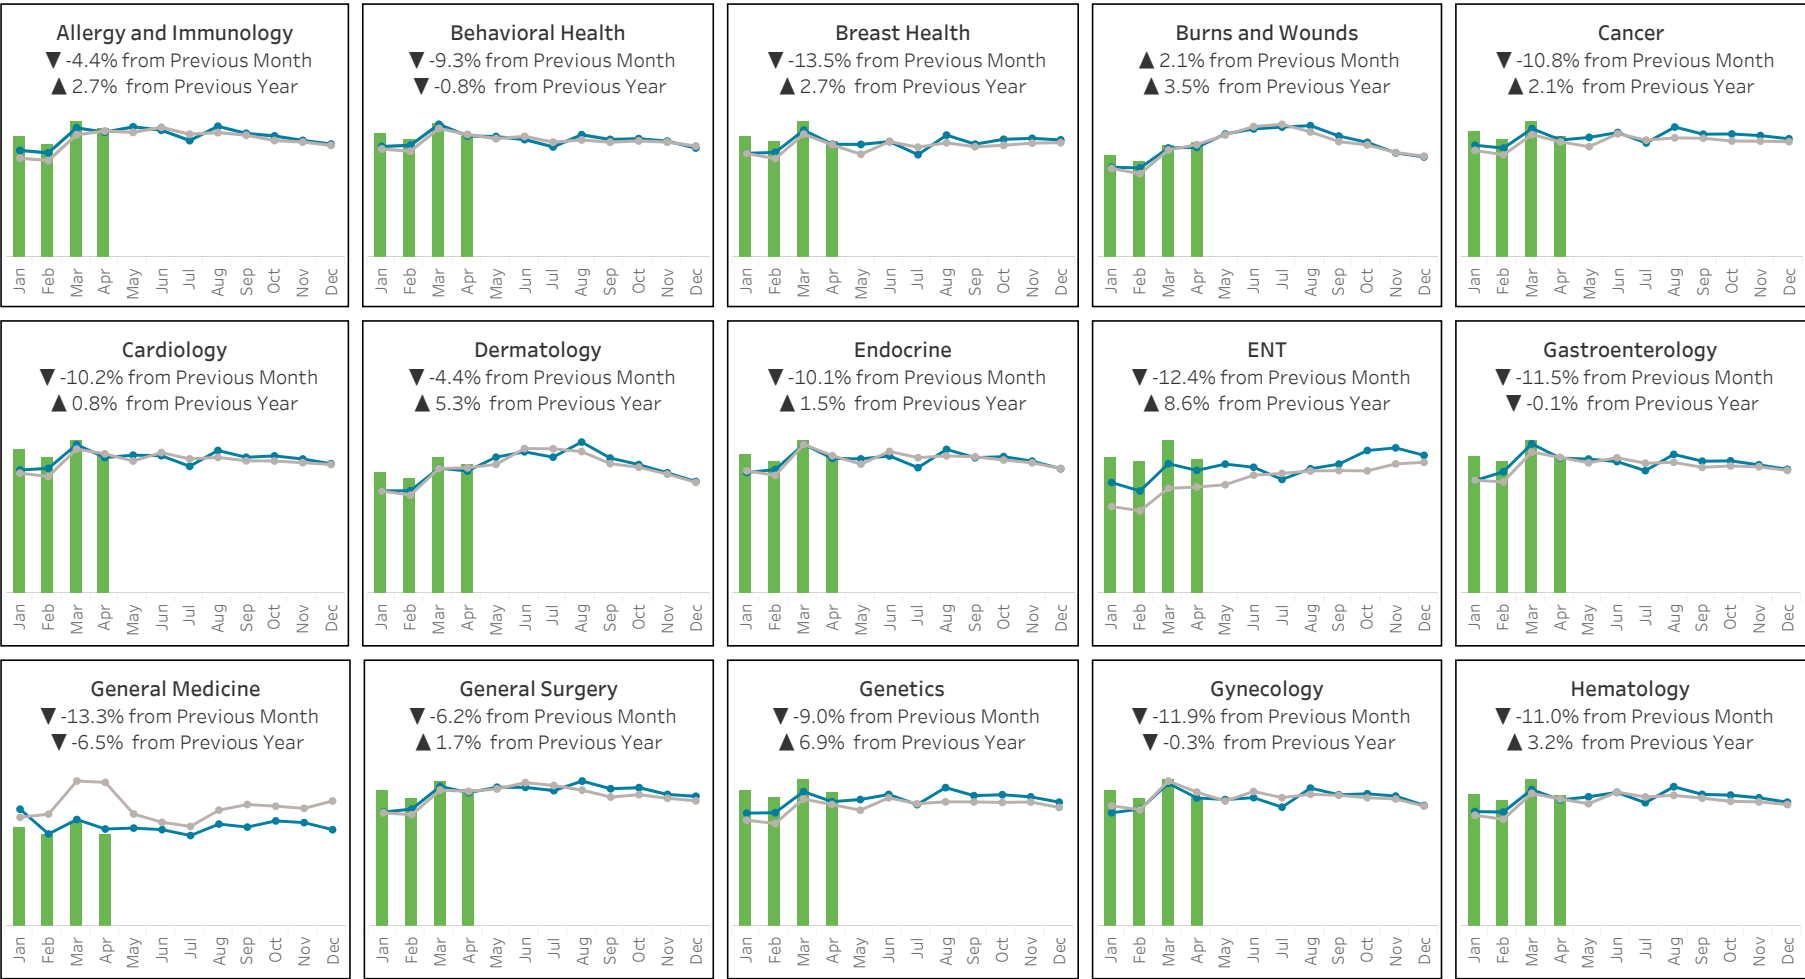 Allergy and Immunology
▼ -4.4% from Previous Month
▲ 2.7% from Previous Year
Jan Feb Mar Apr May Jun Jul Aug Sep Oct Nov Dec
Behavioral Health
▼ -9.3% from Previous Month
▼ -0.8% from Previous Year
Jan Feb Mar Apr May Jun Jul Aug Sep Oct Nov Dec
Breast Health
▼ -13.5% from Previous Month
▲ 2.7% from Previous Year
Jan Feb Mar Apr May Jun Jul Aug Sep Oct Nov Dec
Burns and Wounds
▲ 2.1% from Previous Month
▲ 3.5% from Previous Year
Jan Feb Mar Apr May Jun Jul Aug Sep Oct Nov Dec
Cancer
▼ -10.8% from Previous Month
▲ 2.1% from Previous Year
Jan Feb Mar Apr May Jun Jul Aug Sep Oct Nov Dec
Cardiology
▼ -10.2% from Previous Month
▲ 0.8% from Previous Year
Jan Feb Mar Apr May Jun Jul Aug Sep Oct Nov Dec
Dermatology
▼ -4.4% from Previous Month
▲ 5.3% from Previous Year
Jan Feb Mar Apr May Jun Jul Aug Sep Oct Nov Dec
Endocrine
▼ -10.1% from Previous Month
▲ 1.5% from Previous Year
Jan Feb Mar Apr May Jun Jul Aug Sep Oct Nov Dec
ENT
▼ -12.4% from Previous Month
▲ 8.6% from Previous Year
Jan Feb Mar Apr May Jun Jul Aug Sep Oct Nov Dec
Gastroenterology
▼ -11.5% from Previous Month
▼ -0.1% from Previous Year
Jan Feb Mar Apr May Jun Jul Aug Sep Oct Nov Dec
General Medicine
▼ -13.3% from Previous Month
▼ -6.5% from Previous Year
Jan Feb Mar Apr May Jun Jul Aug Sep Oct Nov Dec
General Surgery
▼ -6.2% from Previous Month
▲ 1.7% from Previous Year
Jan Feb Mar Apr May Jun Jul Aug Sep Oct Nov Dec
Genetics
▼ -9.0% from Previous Month
▲ 6.9% from Previous Year
Jan Feb Mar Apr May Jun Jul Aug Sep Oct Nov Dec
Gynecology
▼ -11.9% from Previous Month
▼ -0.3% from Previous Year
Jan Feb Mar Apr May Jun Jul Aug Sep Oct Nov Dec
Hematology
▼ -11.0% from Previous Month
▲ 3.2% from Previous Year
Jan Feb Mar Apr May Jun Jul Aug Sep Oct Nov Dec